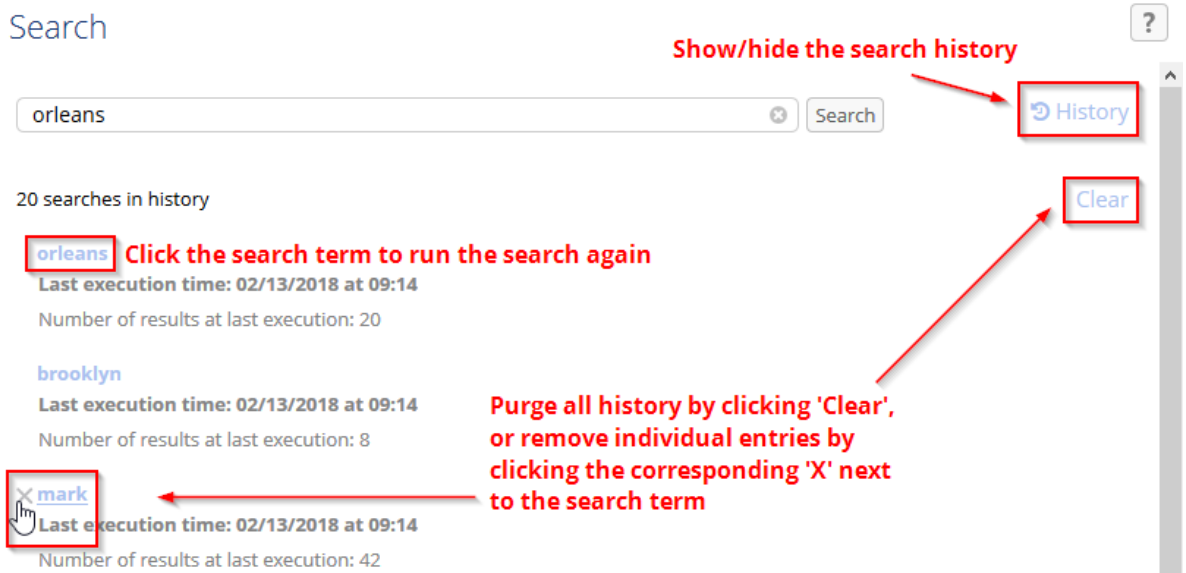 Search
?
Show/hide the search history
orleans
Search
History
20 searches in history
Clear
orleans
Click the search term to run the search again
Last execution time: 02/13/2018 at 09:14
Number of results at last execution: 20
brooklyn
Last execution time: 02/13/2018 at 09:14
Number of results at last execution: 8
Purge all history by clicking 'Clear',
or remove individual entries by
clicking the corresponding 'X' next
to the search term
mark
Last execution time: 02/13/2018 at 09:14
Number of results at last execution: 42